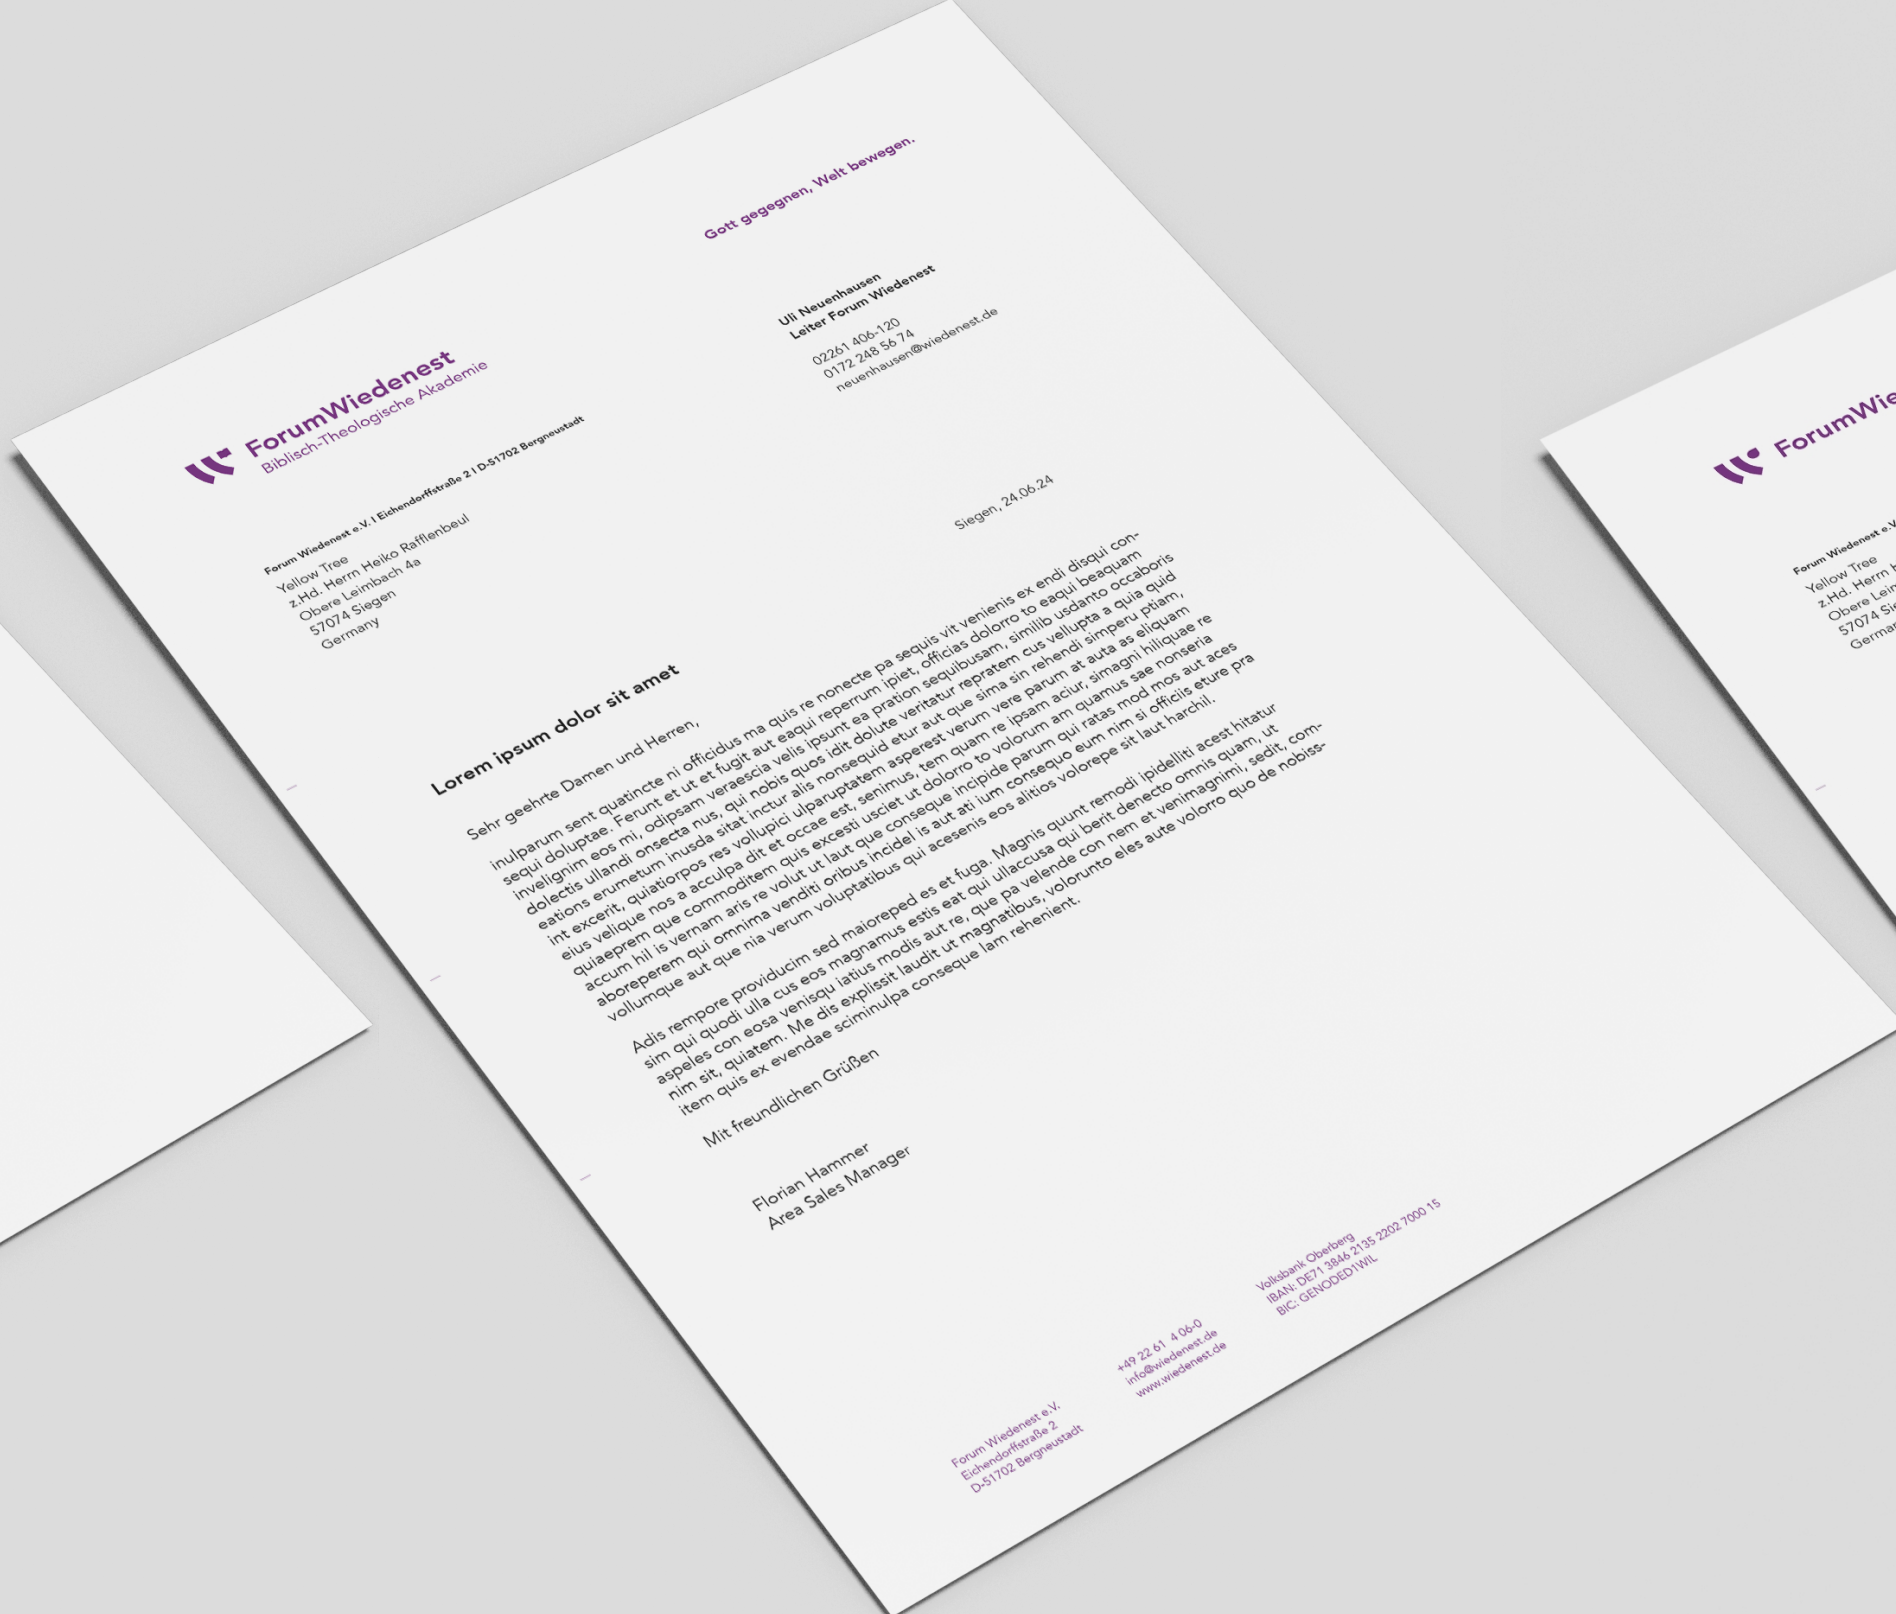 Gott gegegnen, Welt bewegen.
Uli Neuenhausen
Leiter Forum Wiedenest
02261 406-120
0172 248 56 74
neuenhausen@wiedenest.de
ForumWiedenest
Biblisch-Theologische Akademie
Forum Wiedenest e.V. I Eichendorffstraße 2 I D-51702 Bergneustadt
Yellow Tree
z.Hd. Herrn Heiko Rafflenbeul
Obere Leimbach 4a
57074 Siegen
Germany
Siegen, 24.06.24
Lorem ipsum dolor sit amet
Sehr geehrte Damen und Herren,
inulparum sent quatincte ni officidus ma quis re nonecte pa sequis vit venienis ex endi disqui con-
sequi doluptae. Ferunt et ut et fugit aut eaqui reperrum ipiet, officias dolorro to eaqui beaquam
invelignim eos mi, odipsam veraescia velis ipsunt ea pration sequibusam, similib usdanto occaboris
dolectis ullandi onsecta nus, qui nobis quos idit dolute veritatur repratem cus vellupta a quia quid
eations erumetum inusda sitat inctur alis nonsequid etur aut que sima sin rehendi simperu ptiam,
int excerit, quiatiorpos res vollupici ulparuptatem asperest verum vere parum at auta as eliquam
eius velique nos a acculpa dit et occae est, senimus, tem quam re ipsam aciur, simagni hiliquae re
quiaeprem que commoditem quis excesti usciet ut dolorro to volorum am quamus sae nonseria
accum hil is vernam aris re volut ut laut que conseque incipide parum qui ratas mod mos aut aces
aboreperem qui omnima venditi oribus incidel is aut ati ium consequo eum nim si officiis eture pra
vollumque aut que nia verum voluptatibus qui acesenis eos alitios volorepe sit laut harchil.
Adis rempore providucim sed maioreped es et fuga. Magnis quunt remodi ipidelliti acest hitatur
sim qui quodi ulla cus eos magnamus estis eat qui ullaccusa qui berit denecto omnis quam, ut
aspeles con eosa venisqu iatius modis aut re, que pa velende con nem et venimagnimi, sedit, com-
nim sit, quiatem. Me dis explissit laudit ut magnatibus, volorunto eles aute volorro quo de nobiss-
item quis ex evendae sciminulpa conseque lam rehenient.
Mit freundlichen Grüßen
Florian Hammer
Area Sales Manager
Forum Wiedenest e.V.
Eichendorffstraße 2
D-51702 Bergneustadt
+49 22 61 4 06-0
info@wiedenest.de
www.wiedenest.de
Volksbank Oberberg
IBAN: DE71 3846 2135 2202 7000 15
BIC: GENODED1WIL
ForumWie
Forum Wiedenest e.V
Yellow Tree
z.Hd. Herrn H
Obere Leim
57074 Sie
German